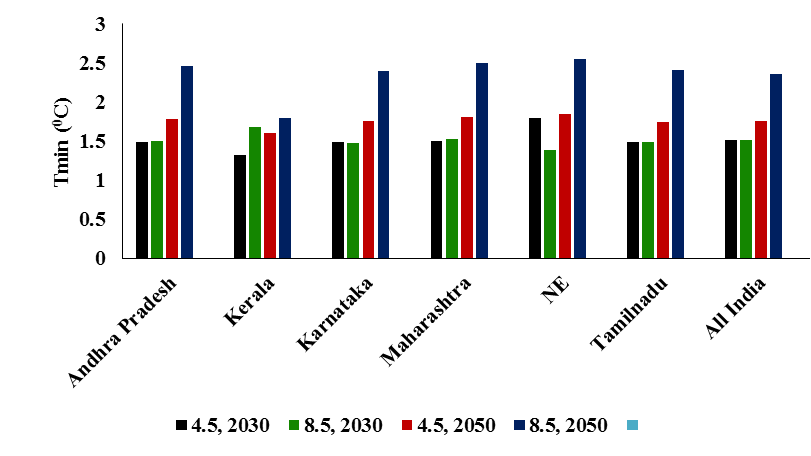 3
2.5
2
1.5
1
0.5
0
Tmin (⁰C)
Andhra Pradesh
Kerala
Karnataka
Maharashtra
NE
Tamilnadu
All India
4.5, 2030 8.5, 2030 4.5, 2050 8.5, 2050